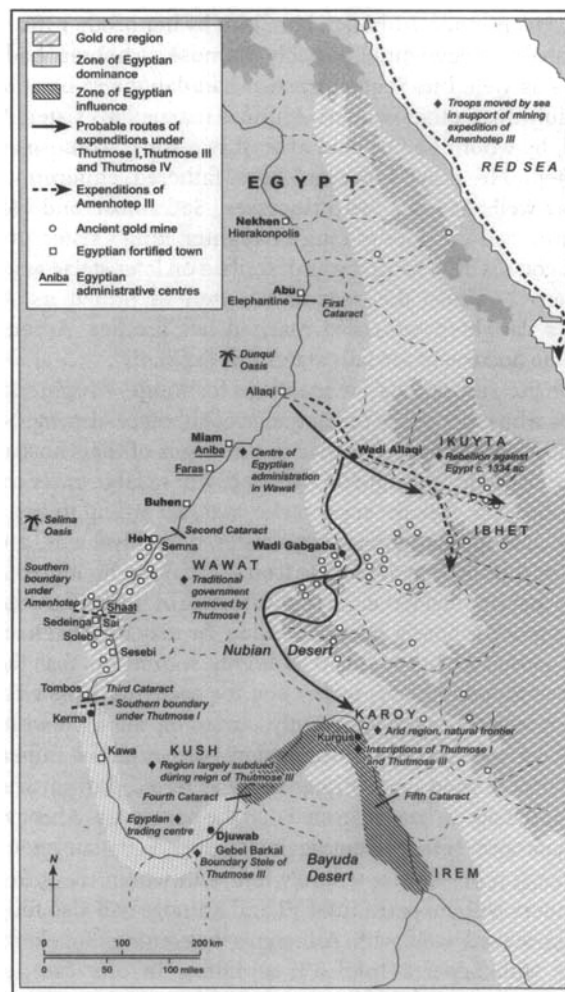 Gold ore region
Zone of Egyptian
dominance
Zone of Egyptian
influence
Probable routes of
expenditions under
Thutmose I,Thutmose III
and Thutmose IV
Expenditions of
Amenhotep III
Ancient gold mine
Egyptian fortified town
Aniba
Egyptian
administrative centres
Troops moved by sea
in support of mining
expedition of
Amenhotep III
RED SEA
EGYPT
Nekhen
Hierakonpolis
Abu
Elephantine
First
Cataract
Dunqul
Oasis
Allaqi
Miam
Aniba
Centre of
Egyptian
administration
in Wawat
Faras
Wadi Allaqi
IKUYTA
Rebellion against
Egypt c. 1334 BC
Buhen
IBHET
Selima
Oasis
Second Cataract
Heh
Semna
Wadi Gabgaba
WAWAT
Traditional
government
removed by
Thutmose I
Southern
boundary
under
Amenhotep I
Shaat
Sai
Sedeinga
Soleb
Sesebi
Nubian Desert
Tombos
Third Cataract
Southern boundary
under Thutmose I
Kerma
KAROY
Arid region, natural frontier
Kurgus
Inscriptions of Thutmose I
and Thutmose III
Kawa
KUSH
Region largely subdued
during reign of Thutmose III
Fourth Cataract
Fifth Cataract
Egyptian
trading centre
Djuwab
Gebel Barkal
Boundary Stele of
Thutmose III
Bayuda
Desert
IREM
N
0
200 km
0
100 miles